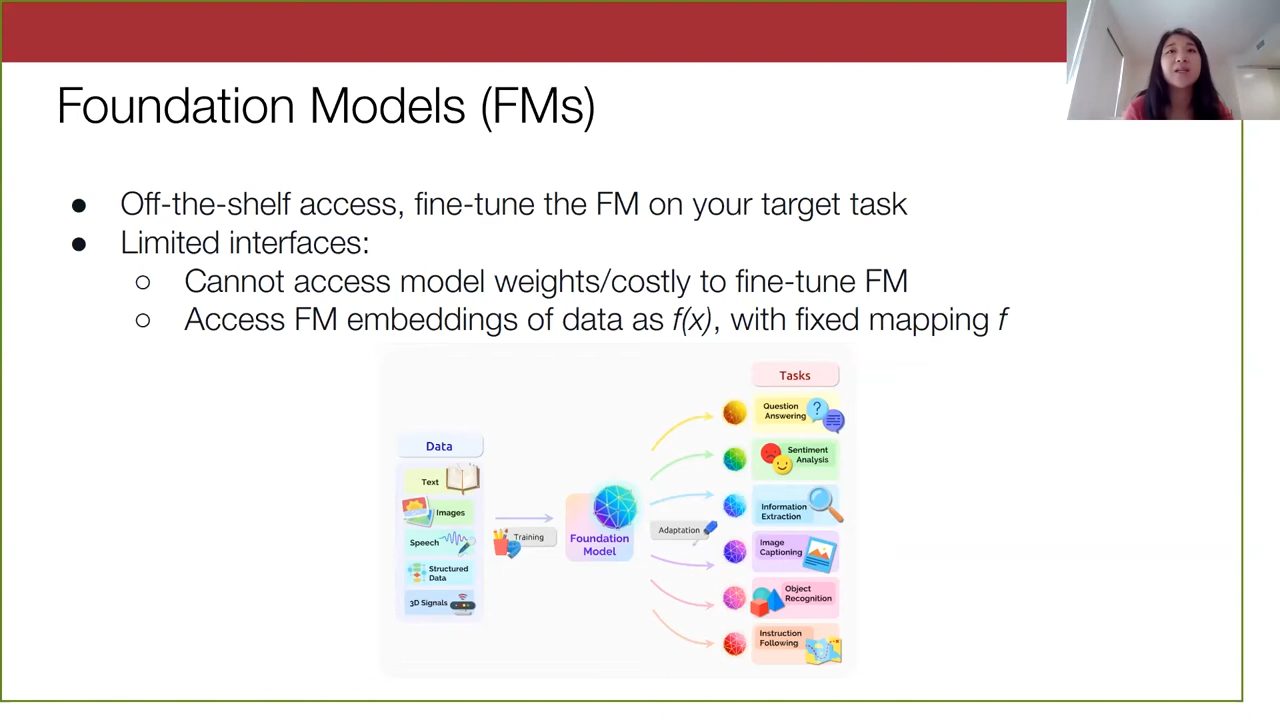 Foundation Models (FMs)
● Off-the-shelf access, fine-tune the FM on your target task
● Limited interfaces:
○ Cannot access model weights/costly to fine-tune FM
○ Access FM embeddings of data as f(x), with fixed mapping f
Data
Text
Images
Speech
Structured
Data
3D Signals
Training
Foundation
Model
Adaptation
Tasks
Question
Answering
?
Sentiment
Analysis
Information
Extraction
Image
Captioning
Object
Recognition
Instruction
Following